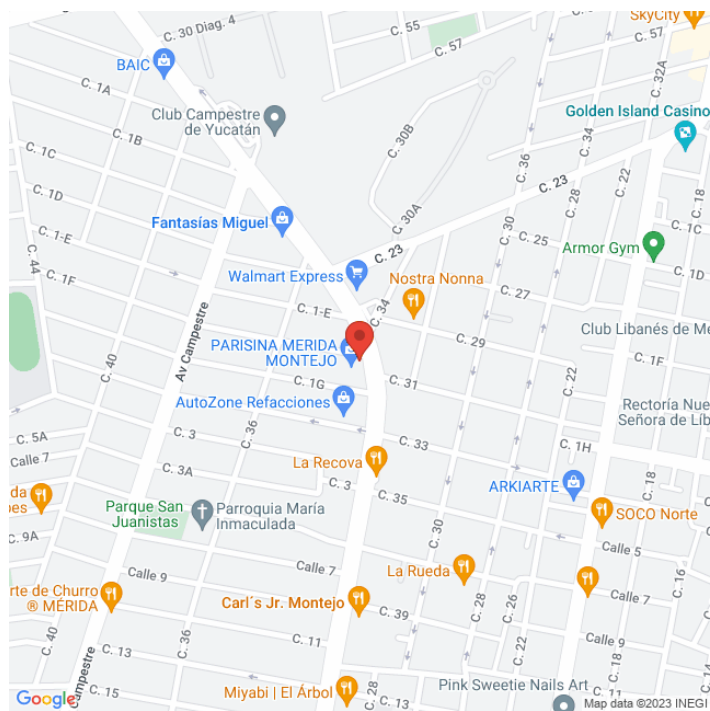 SkyCity
C. 30 Diag. 4
C. 55
C. 57
C. 57
BAIC
C. 32A
C. 1A
Club Campestre
de Yucatán
C. 30B
Golden Island Casino
C. 1B
C. 34
C. 36
C. 1C
C. 22
C. 18
C. 23
C. 1D
C. 30A
C. 30
C. 28
Fantasías Miguel
C. 1C
C. 1-E
C. 23
C. 25
Armor Gym
C. 1D
C. 44
C. 1F
Walmart Express
Nostra Nonna
C. 27
C. 1-E
C. 34
Club Libanés de Me
Av Campestre
PARISINA MERIDA
MONTEJO
C. 29
C. 1F
C. 40
C. 1G
C. 31
C. 22
AutoZone Refacciones
Rectoría Nue
Señora de Líb
C. 5A
C. 3
C. 36
C. 33
C. 1H
Calle 7
La Recova
C. 3A
C. 3
ARKIARTE
C. 18
da
pes
Parque San
Juanistas
Parroquia María
Inmaculada
C. 35
SOCO Norte
C. 9A
C. 30
Calle 5
Calle 7
La Rueda
C. 16
Calle 9
rte de Churro
® MÉRIDA
Carl´s Jr. Montejo
C. 28
C. 26
Calle 7
C. 39
C. 40
C. 36
C. 11
Calle 9
C. 13
C. 11
Campestre
C. 15
Miyabi | El Árbol
C. 28
C. 13
Pink Sweetie Nails Art
Google
Map data ©2023 INEGI